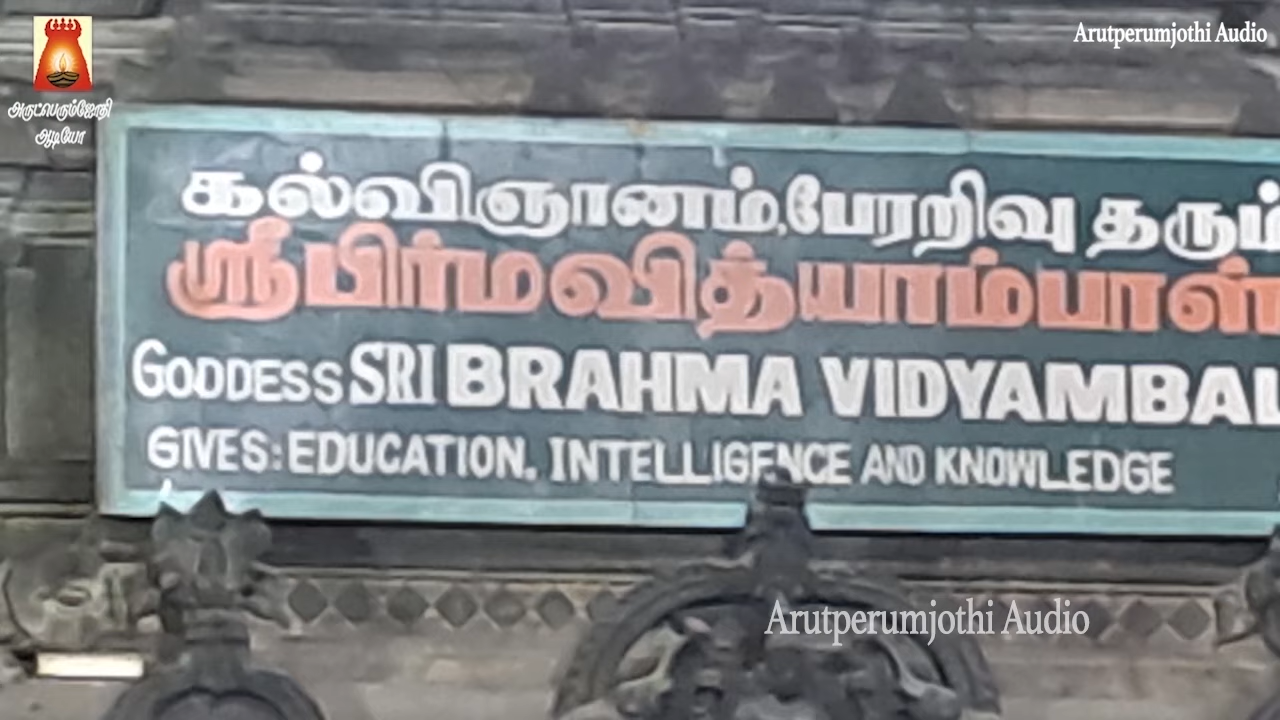 Arutperumjothi Audio
அருட்பெரும்ஜோதி
ஆடியோ
கல்விஞானம்,பேரறிவு தரும்
ஸ்ரீபிர்மவித்யாம்பாள்
GODDESS SRI BRAHMA VIDYAMBAL
GIVES: EDUCATION, INTELLIGENCE AND KNOWLEDGE
Arutperumjothi Audio